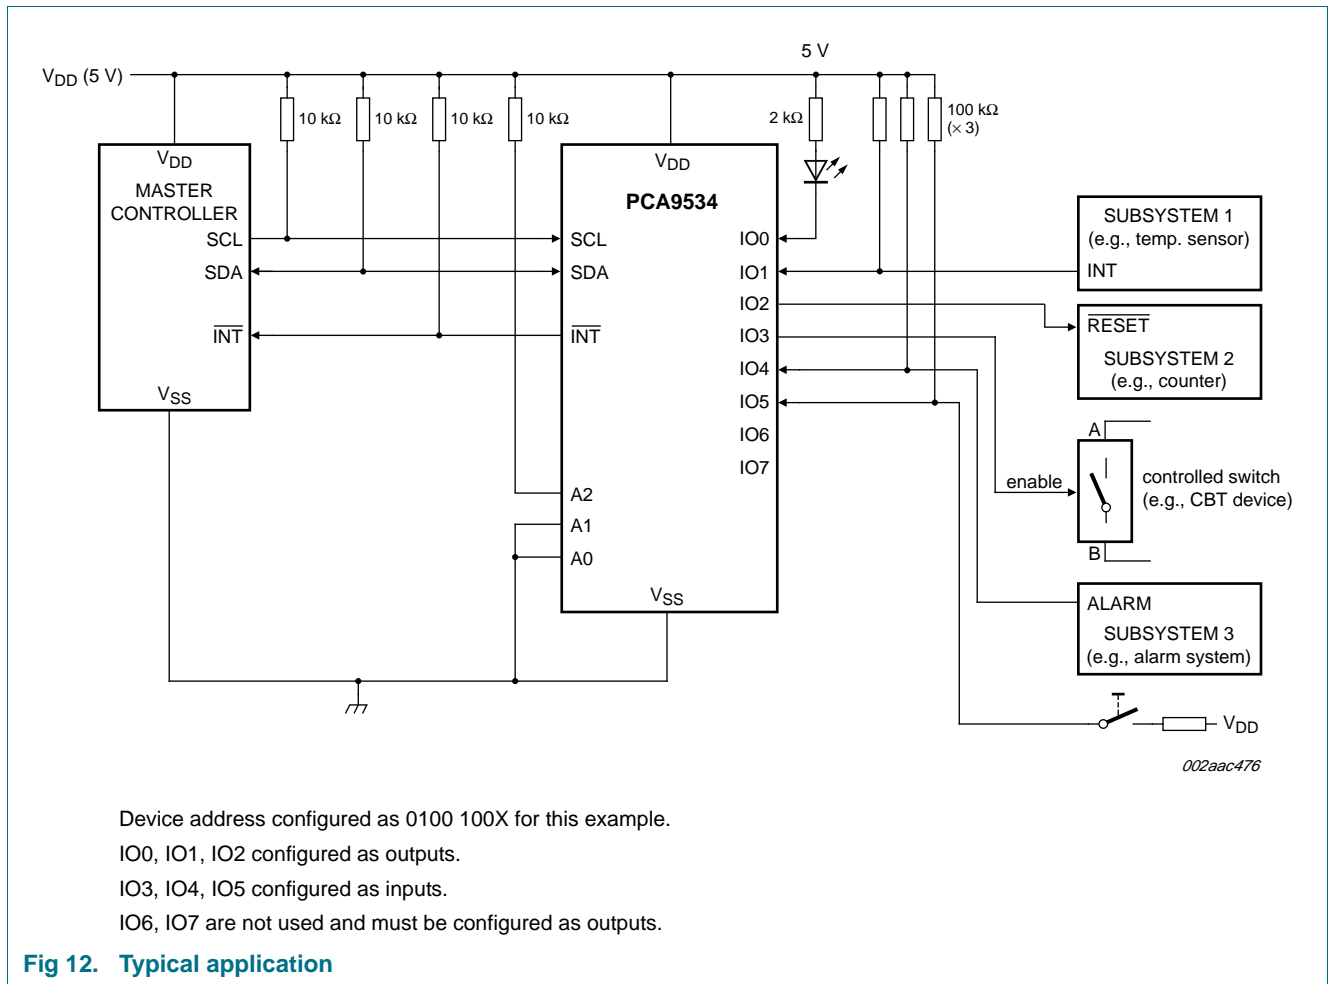 5 V
VDD (5 V)
10 kΩ
10 kΩ
10 kΩ
10 kΩ
2 kΩ
100 kΩ
(× 3)
VDD
MASTER
CONTROLLER
SCL
SDA
INT
VSS
VDD
PCA9534
SCL
SDA
INT
A2
A1
A0
VSS
IO0
IO1
IO2
IO3
IO4
IO5
IO6
IO7
SUBSYSTEM 1
(e.g., temp. sensor)
INT
RESET
SUBSYSTEM 2
(e.g., counter)
A
enable
B
controlled switch
(e.g., CBT device)
ALARM
SUBSYSTEM 3
(e.g., alarm system)
VDD
002aac476
Device address configured as 0100 100X for this example.
IO0, IO1, IO2 configured as outputs.
IO3, IO4, IO5 configured as inputs.
IO6, IO7 are not used and must be configured as outputs.
Fig 12. Typical application